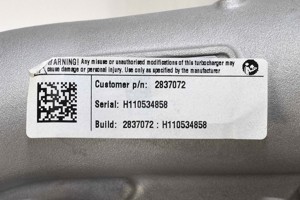 WARNING! Any misuse or unauthorised modifications of this turbocharger may
cause damage or personal injury. Use only as specified by the manufacturer
Customer p/n: 2837072
Serial: H110534858
Build: 2837072 : H110534858